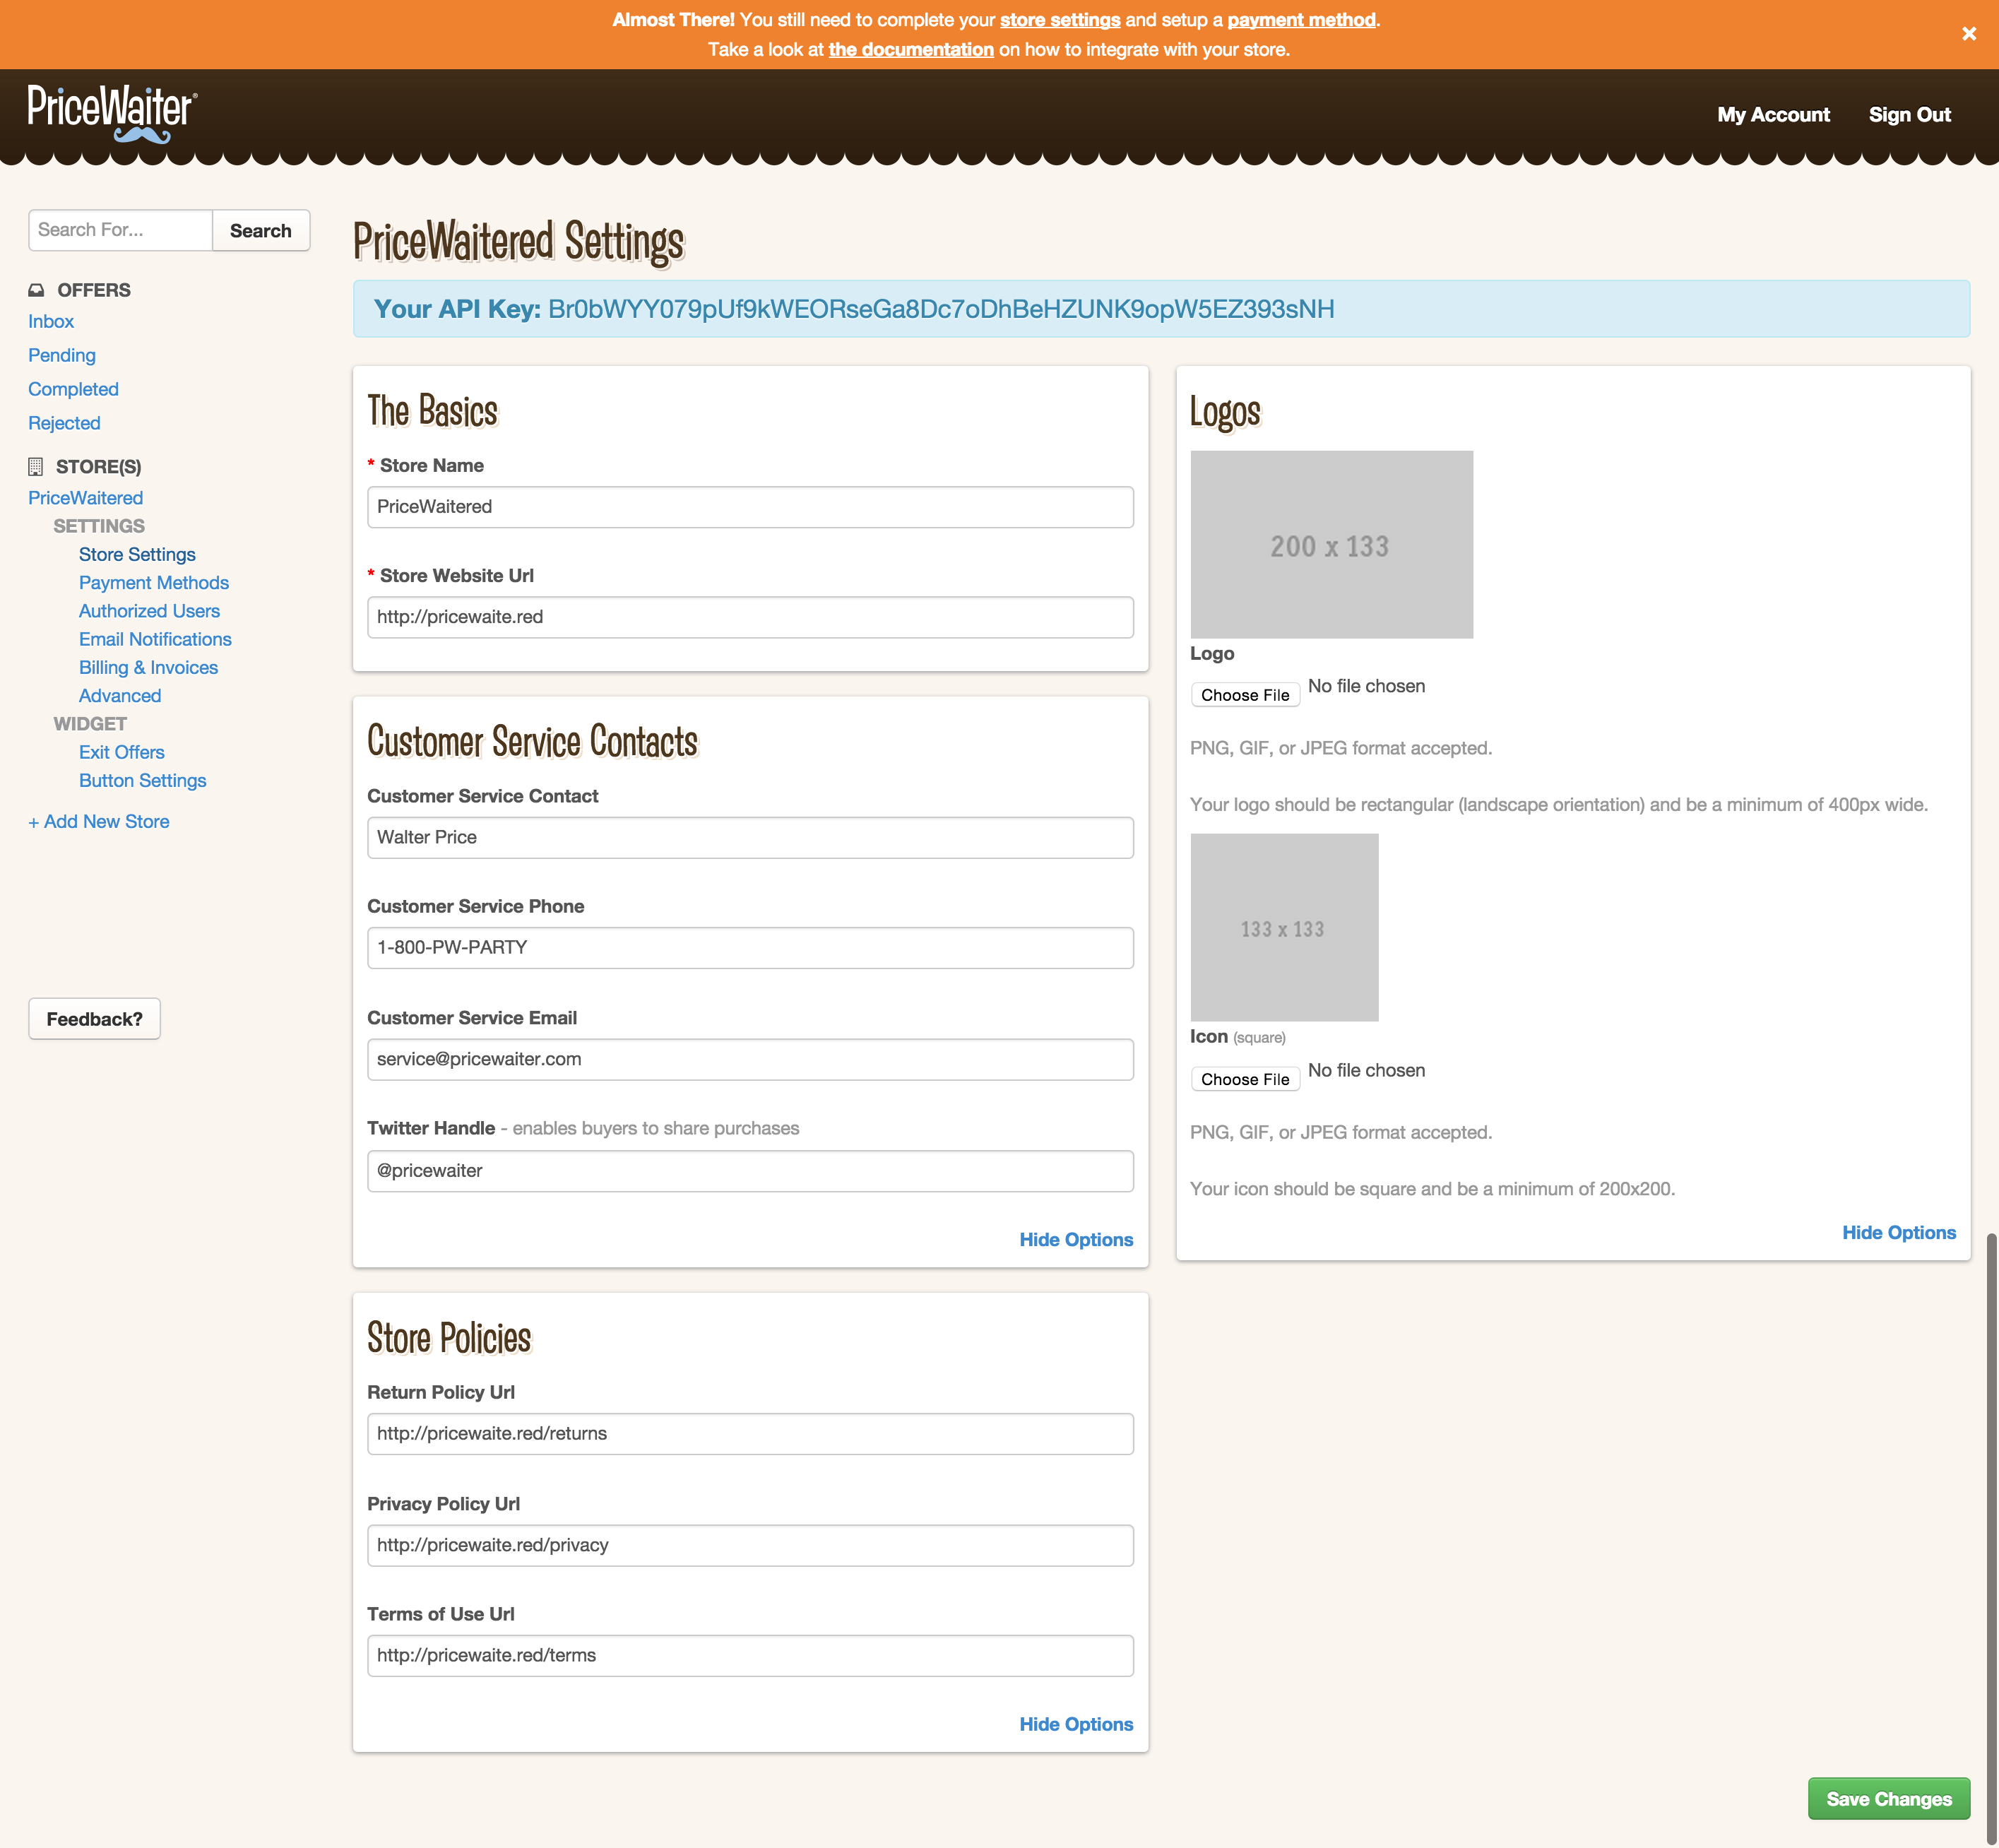 Almost There! You still need to complete your store settings and setup a payment method.
Take a look at the documentation on how to integrate with your store.
×
PriceWaiter®
My Account
Sign Out
Search For...
Search
OFFERS
Inbox
Pending
Completed
Rejected
STORE(S)
PriceWaitered
SETTINGS
Store Settings
Payment Methods
Authorized Users
Email Notifications
Billing & Invoices
Advanced
WIDGET
Exit Offers
Button Settings
+ Add New Store
Feedback?
PriceWaitered Settings
Your API Key: Br0bWYY079pUf9kWEORseGa8Dc7oDhBeHZUNK9opW5EZ393sNH
The Basics
* Store Name
PriceWaitered
* Store Website Url
http://pricewaite.red
Customer Service Contacts
Customer Service Contact
Walter Price
Customer Service Phone
1-800-PW-PARTY
Customer Service Email
service@pricewaiter.com
Twitter Handle - enables buyers to share purchases
@pricewaiter
Hide Options
Store Policies
Return Policy Url
http://pricewaite.red/returns
Privacy Policy Url
http://pricewaite.red/privacy
Terms of Use Url
http://pricewaite.red/terms
Hide Options
Logos
200 x 133
Logo
Choose File No file chosen
PNG, GIF, or JPEG format accepted.
Your logo should be rectangular (landscape orientation) and be a minimum of 400px wide.
133 x 133
Icon (square)
Choose File No file chosen
PNG, GIF, or JPEG format accepted.
Your icon should be square and be a minimum of 200x200.
Hide Options
Save Changes